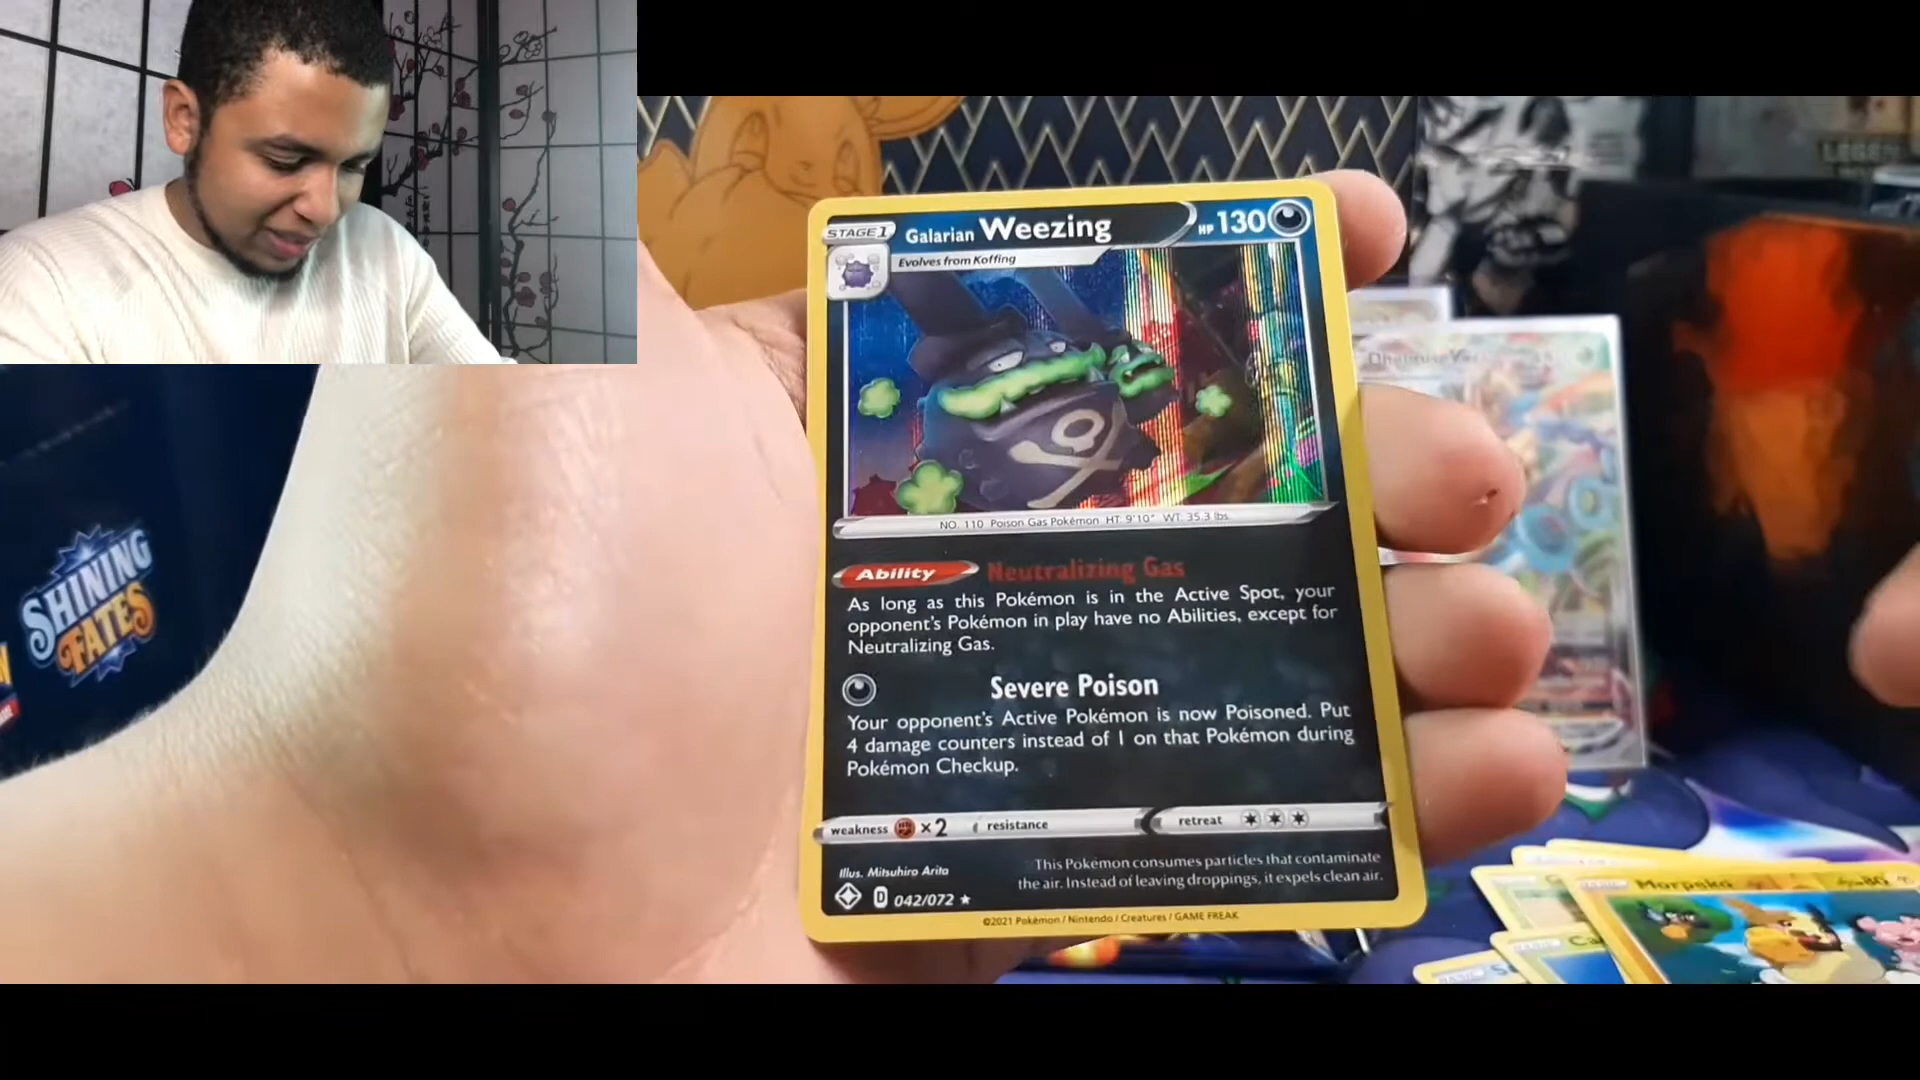 LEGEN
SHINING
FATES
STAGE 1
Galarian Weezing
HP 130
Evolves from Koffing
NO. 110 Poison Gas Pokémon HT: 9'10" WT: 35.3 lbs.
Ability Neutralizing Gas
As long as this Pokémon is in the Active Spot, your
opponent's Pokémon in play have no Abilities, except for
Neutralizing Gas.
Severe Poison
Your opponent's Active Pokémon is now Poisoned. Put
4 damage counters instead of 1 on that Pokémon during
Pokémon Checkup.
weakness ×2 resistance retreat
Illus. Mitsuhiro Arita
This Pokémon consumes particles that contaminate
the air. Instead of leaving droppings, it expels clean air.
D 042/072
©2021 Pokémon / Nintendo / Creatures / GAME FREAK
Morpeko